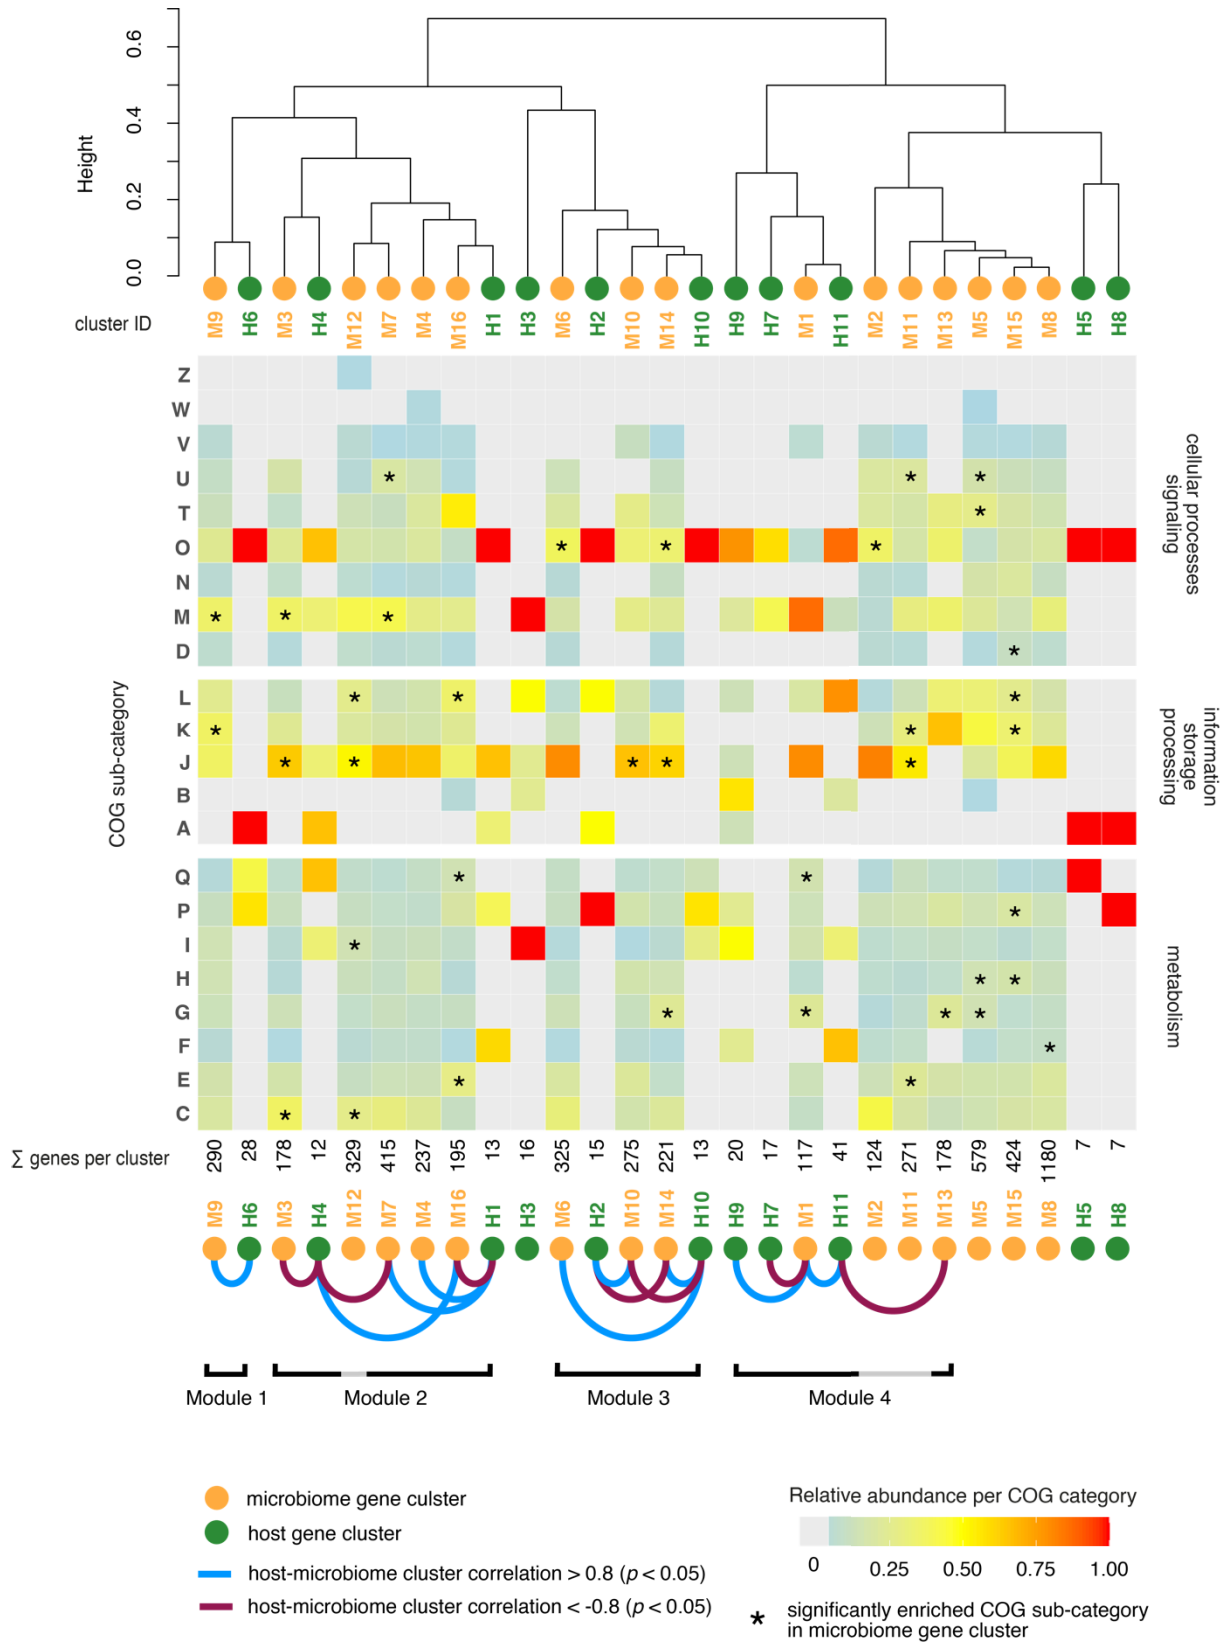 0.6
0.4
0.2
0.0
Height
cluster ID
M9 H6 M3 H4 M12 M7 M4 M16 H1 H3 M6 H2 M10 M14 H10 H9 H7 M1 H11 M2 M11 M13 M5 M15 M8 H5 H8
Z
W
V
U * * *
T *
O * * *
N
M * * *
D *
cellular processes
signaling
L * * *
K * * *
J * * * * *
B
A
information
storage
processing
COG sub-category
Q * *
P *
I *
H * *
G * * * *
F *
E * *
C * *
metabolism
∑ genes per cluster
290 28 178 12 329 415 237 195 13 16 325 15 275 221 13 20 17 117 41 124 271 178 579 424 1180 7 7
M9 H6 M3 H4 M12 M7 M4 M16 H1 H3 M6 H2 M10 M14 H10 H9 H7 M1 H11 M2 M11 M13 M5 M15 M8 H5 H8
Module 1 Module 2 Module 3 Module 4
microbiome gene culster
host gene cluster
host-microbiome cluster correlation > 0.8 (p < 0.05)
host-microbiome cluster correlation < -0.8 (p < 0.05)
Relative abundance per COG category
0 0.25 0.50 0.75 1.00
* significantly enriched COG sub-category
in microbiome gene cluster